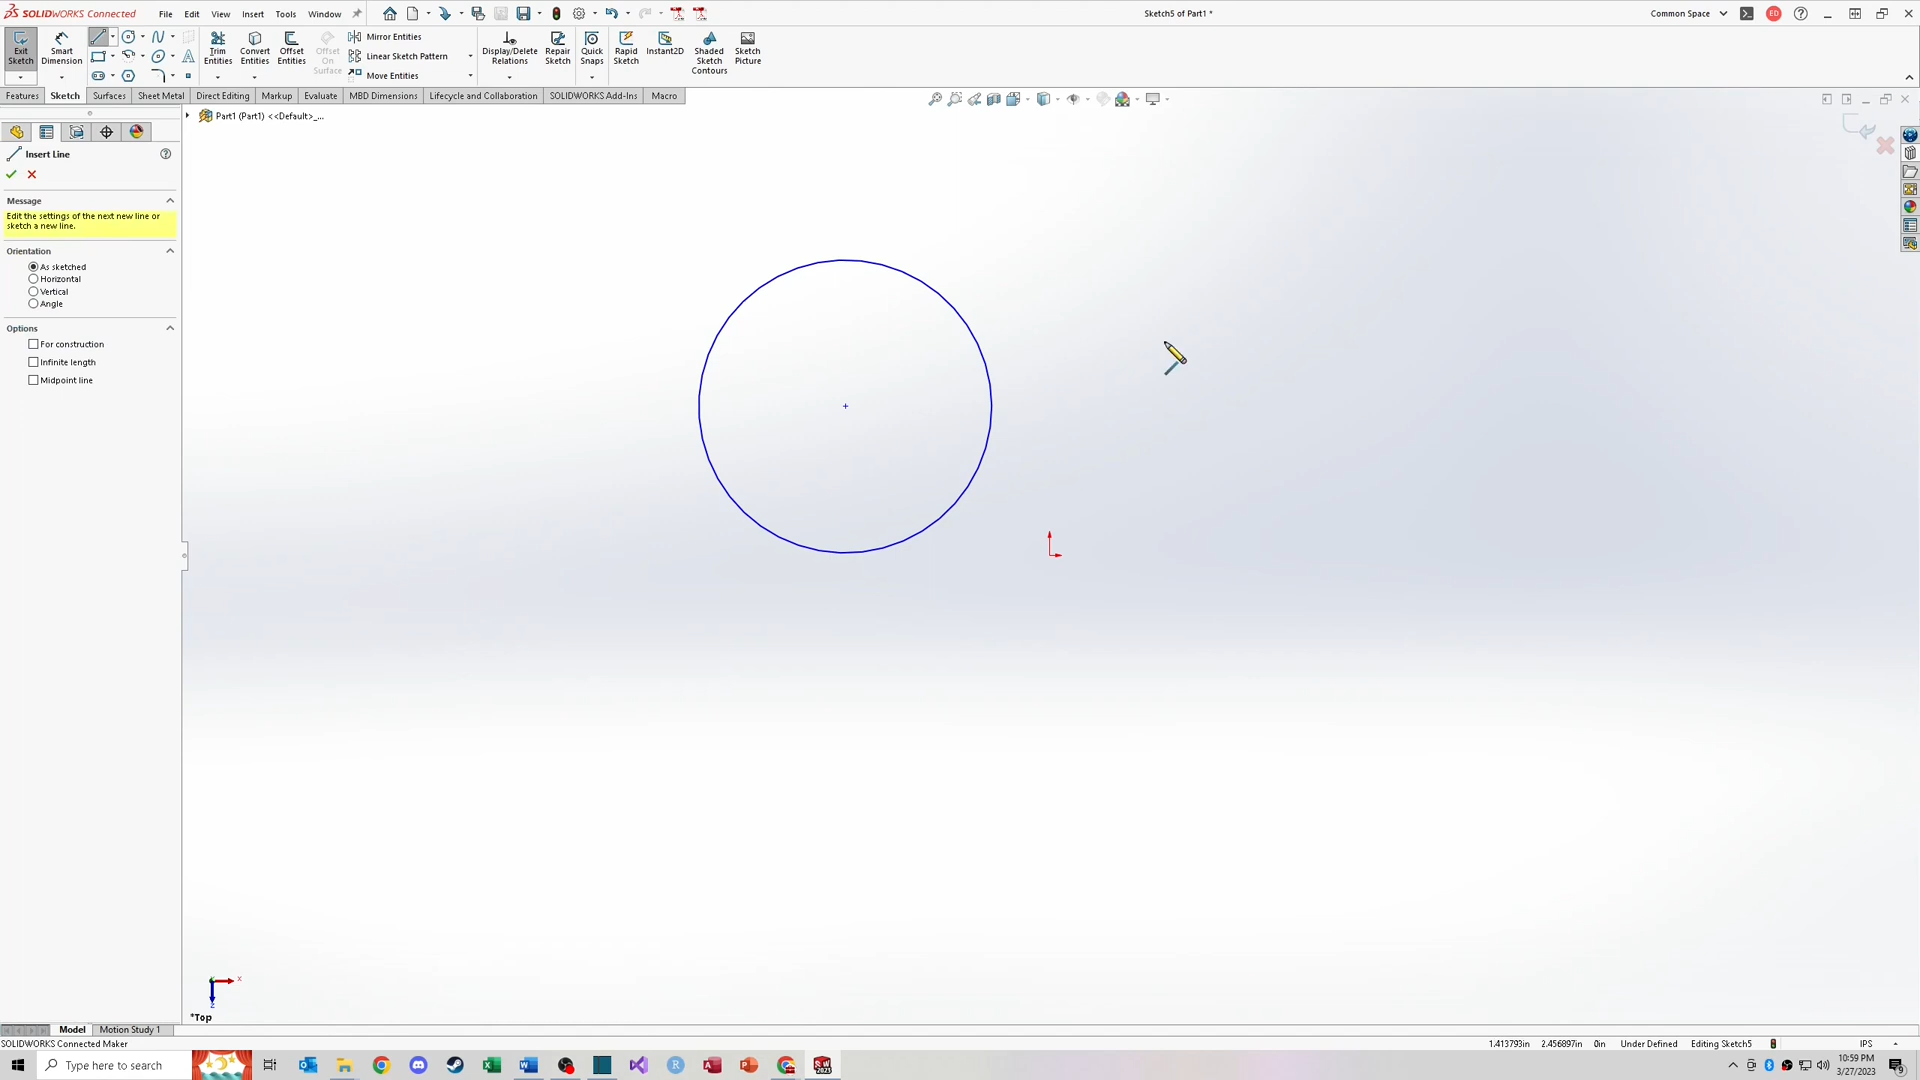 SOLIDWORKS Connected File Edit View Insert Tools Window Sketch5 of Part1 * Common Space ED
Exit Sketch
Smart Dimension
Trim Entities
Convert Entities
Offset Entities
Offset On Surface
Mirror Entities
Linear Sketch Pattern
Move Entities
Display/Delete Relations
Repair Sketch
Quick Snaps
Rapid Sketch
Instant2D
Shaded Sketch Contours
Sketch Picture
Features Sketch Surfaces Sheet Metal Direct Editing Markup Evaluate MBD Dimensions Lifecycle and Collaboration SOLIDWORKS Add-Ins Macro
Part1 (Part1) <<Default>_...
Insert Line
Message
Edit the settings of the next new line or
sketch a new line.
Orientation
As sketched
Horizontal
Vertical
Angle
Options
For construction
Infinite length
Midpoint line
x
z
*Top
Model Motion Study 1
SOLIDWORKS Connected Maker 1.413793in 2.456897in 0in Under Defined Editing Sketch5 IPS
Type here to search
10:59 PM
3/27/2023